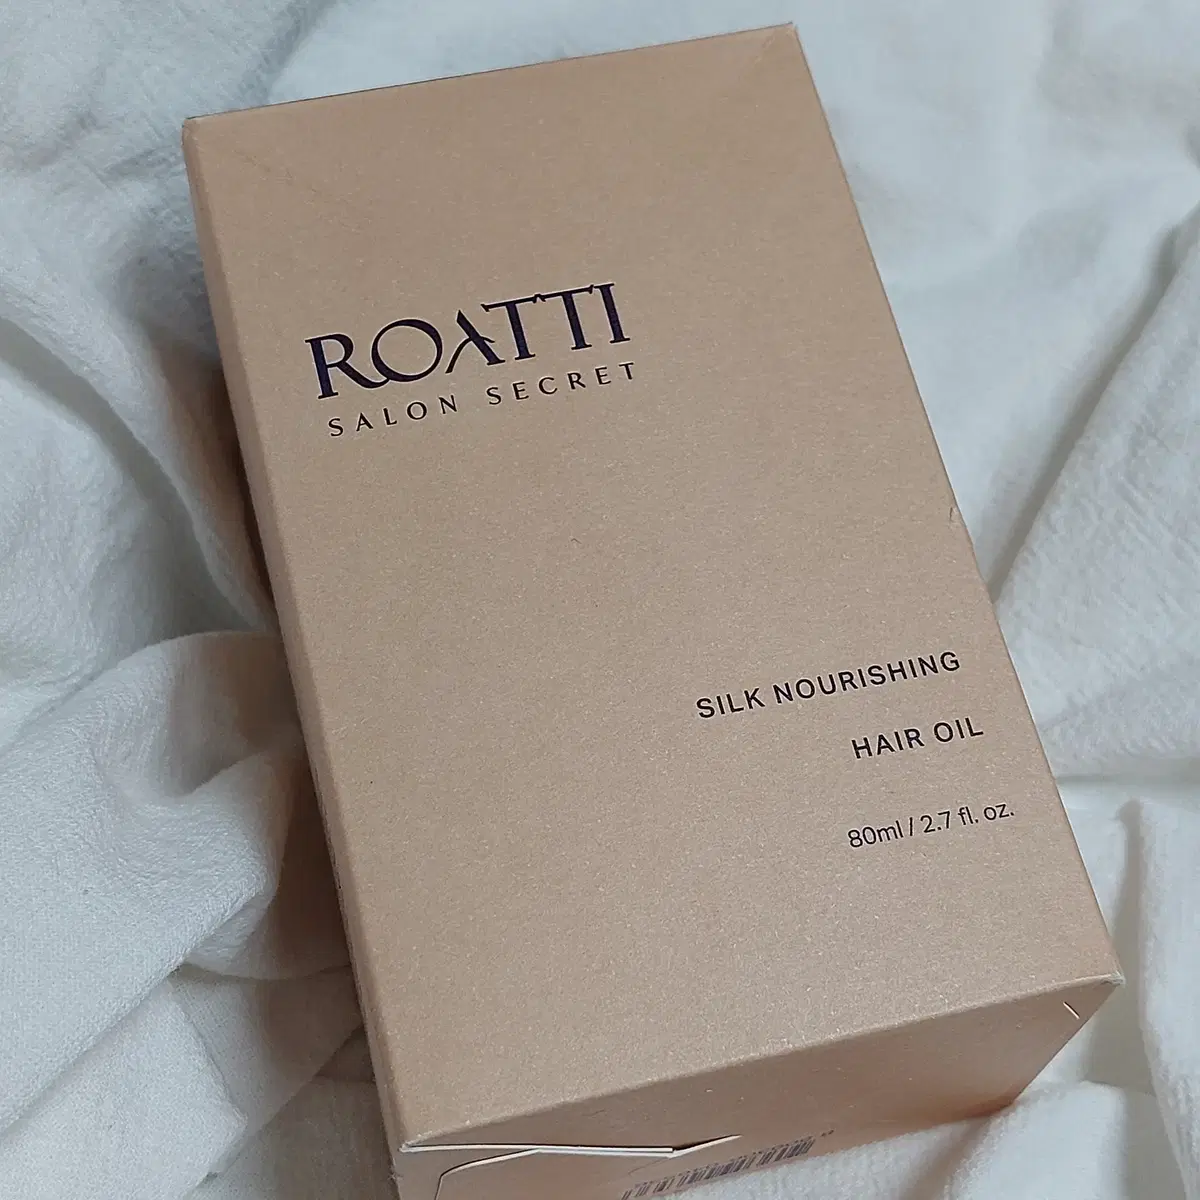 ROATTI
SALON SECRET
SILK NOURISHING
HAIR OIL
80ml / 2.7 fl. oz.